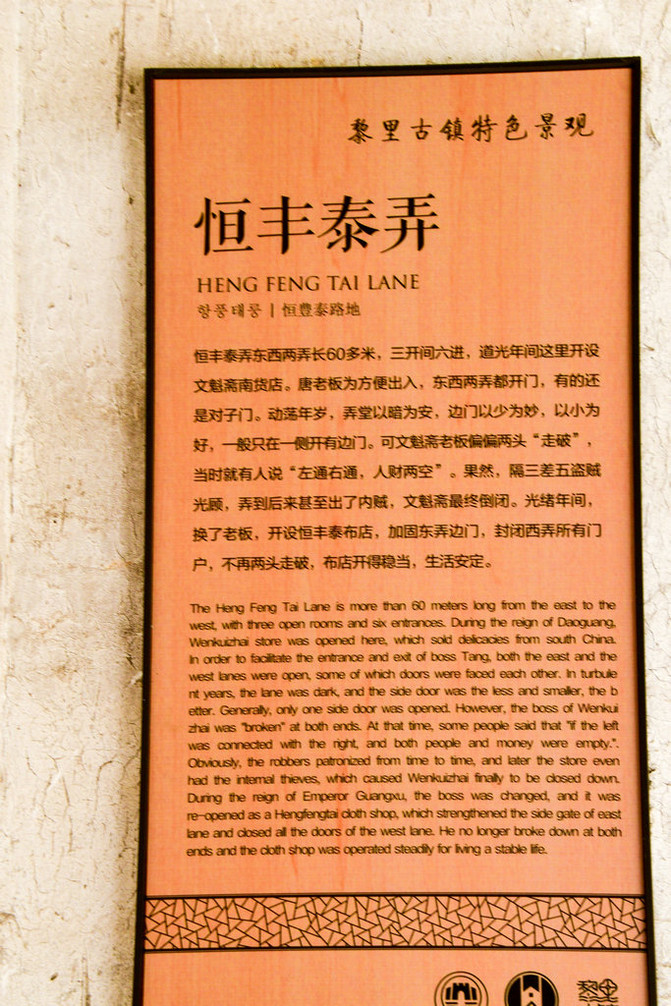 黎里古镇特色景观
恒丰泰弄
HENG FENG TAI LANE
항풍태롱 | 恒豊泰路地
恒丰泰弄东西两弄长60多米，三开间六进，道光年间这里开设
文魁斋南货店。唐老板为方便出入，东西两弄都开门，有的还
是对子门。动荡年岁，弄堂以暗为安，边门以少为妙，以小为
好，一般只在一侧开有边门。可文魁斋老板偏偏两头“走破”，
当时就有人说“左通右通，人财两空”。果然，隔三差五盗贼
光顾，弄到后来甚至出了内贼，文魁斋最终倒闭。光绪年间，
换了老板，开设恒丰泰布店，加固东弄边门，封闭西弄所有门
户，不再两头走破，布店开得稳当，生活安定。
The Heng Feng Tai Lane is more than 60 meters long from the east to the
west, with three open rooms and six entrances. During the reign of Daoguang,
Wenkuizhai store was opened here, which sold delicacies from south China.
In order to facilitate the entrance and exit of boss Tang, both the east and the
west lanes were open, some of which doors were faced each other. In turbule
nt years, the lane was dark, and the side door was the less and smaller, the b
etter. Generally, only one side door was opened. However, the boss of Wenkui
zhai was "broken" at both ends. At that time, some people said that "if the left
was connected with the right, and both people and money were empty.".
Obviously, the robbers patronized from time to time, and later the store even
had the internal thieves, which caused Wenkuizhai finally to be closed down.
During the reign of Emperor Guangxu, the boss was changed, and it was
re-opened as a Hengfengtai cloth shop, which strengthened the side gate of east
lane and closed all the doors of the west lane. He no longer broke down at both
ends and the cloth shop was operated steadily for living a stable life.
黎里